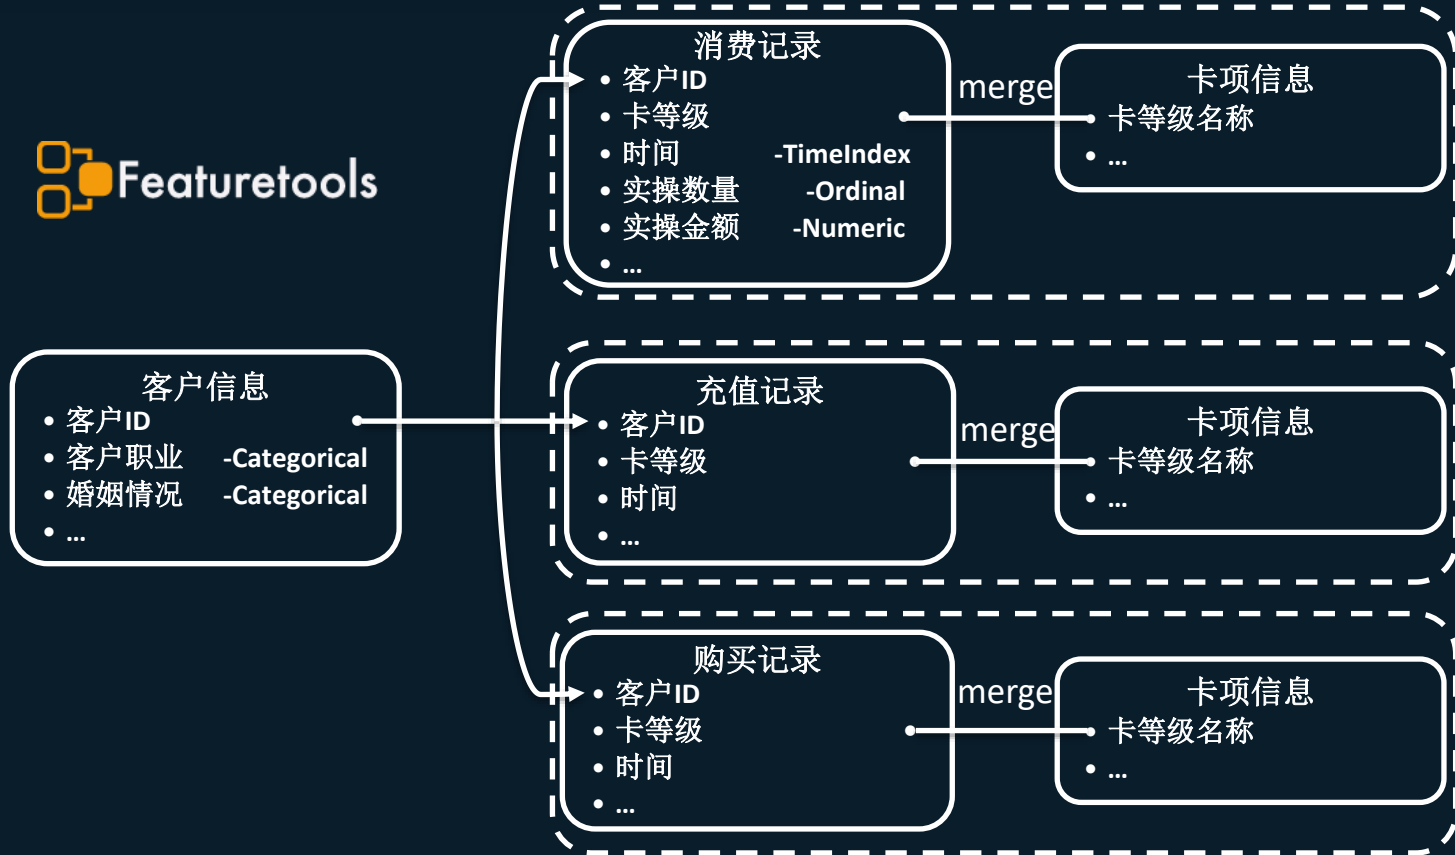 Featuretools
客户信息
• 客户ID
• 客户职业 -Categorical
• 婚姻情况 -Categorical
• ...
消费记录
• 客户ID
• 卡等级
• 时间 -TimeIndex
• 实操数量 -Ordinal
• 实操金额 -Numeric
• ...
merge
卡项信息
• 卡等级名称
• ...
充值记录
• 客户ID
• 卡等级
• 时间
• ...
merge
卡项信息
• 卡等级名称
• ...
购买记录
• 客户ID
• 卡等级
• 时间
• ...
merge
卡项信息
• 卡等级名称
• ...